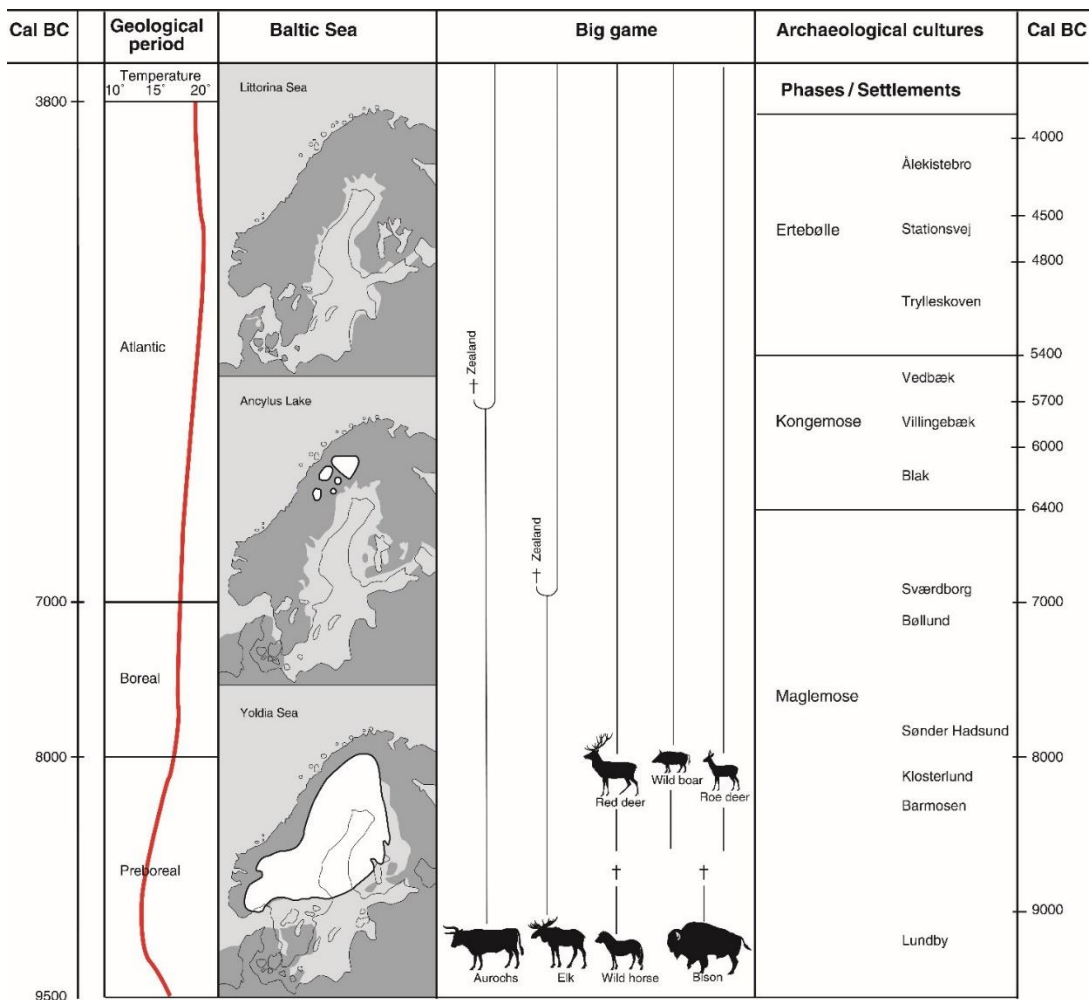 Cal BC
Geological
period
Baltic Sea
Big game
Archaeological cultures
Cal BC
Temperature
10° 15° 20°
3800
Atlantic
7000
Boreal
8000
Preboreal
9500
Littorina Sea
Ancylus Lake
Yoldia Sea
† Zealand
† Zealand
Red deer
Wild boar
Roe deer
†
†
Aurochs
Elk
Wild horse
Bison
Phases / Settlements
Ålekistebro
Ertebølle
Stationsvej
Trylleskoven
Vedbæk
Kongemose
Villingebæk
Blak
Sværdborg
Bøllund
Maglemose
Sønder Hadsund
Klosterlund
Barmosen
Lundby
4000
4500
4800
5400
5700
6000
6400
7000
8000
9000